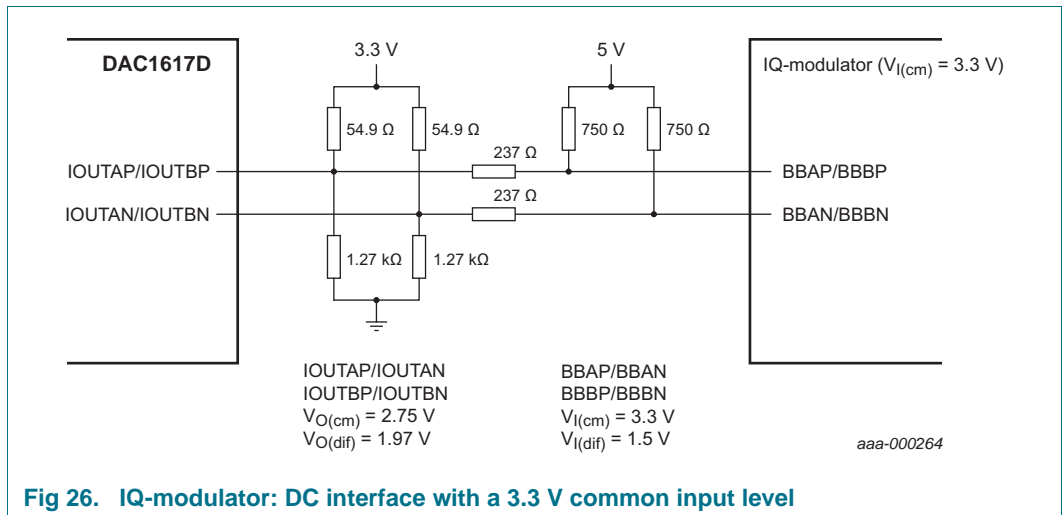 DAC1617D
3.3 V
5 V
IQ-modulator (VI(cm) = 3.3 V)
54.9 Ω
54.9 Ω
750 Ω
750 Ω
237 Ω
IOUTAP/IOUTBP
BBAP/BBBP
237 Ω
IOUTAN/IOUTBN
BBAN/BBBN
1.27 kΩ
1.27 kΩ
IOUTAP/IOUTAN
IOUTBP/IOUTBN
VO(cm) = 2.75 V
VO(dif) = 1.97 V
BBAP/BBAN
BBBP/BBBN
VI(cm) = 3.3 V
VI(dif) = 1.5 V
aaa-000264
Fig 26. IQ-modulator: DC interface with a 3.3 V common input level